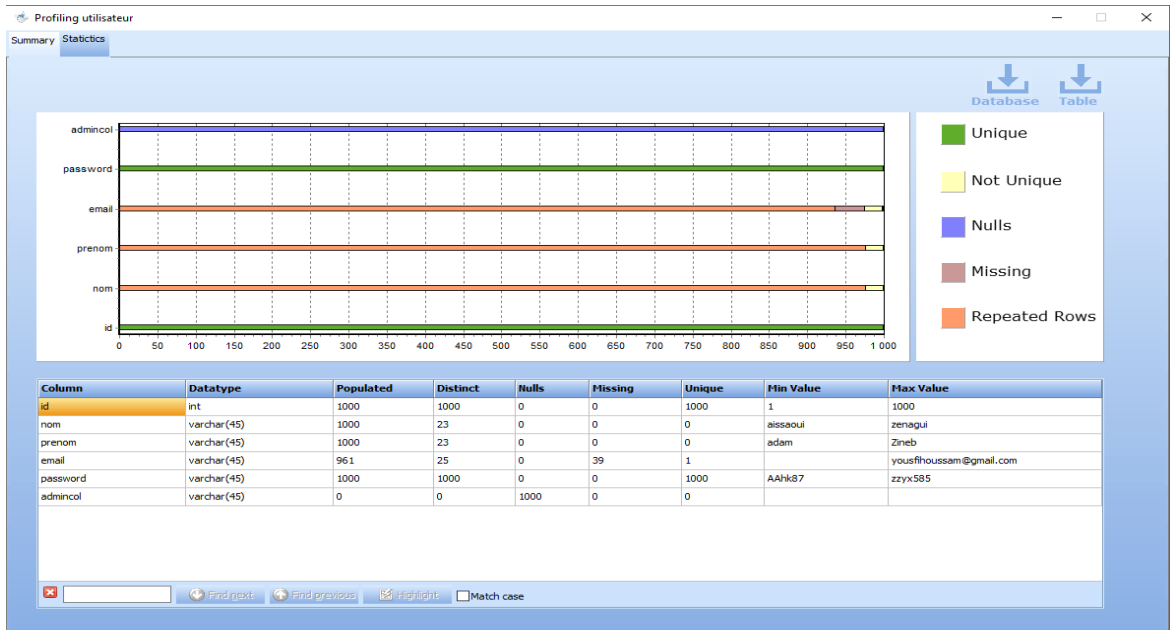 Profiling utilisateur
Summary Statictics
Database Table
admincol
password
email
prenom
nom
id
0 50 100 150 200 250 300 350 400 450 500 550 600 650 700 750 800 850 900 950 1 000
Unique
Not Unique
Nulls
Missing
Repeated Rows
Column Datatype Populated Distinct Nulls Missing Unique Min Value Max Value
id int 1000 1000 0 0 1000 1 1000
nom varchar(45) 1000 23 0 0 0 aissaoui zenagui
prenom varchar(45) 1000 23 0 0 0 adam Zineb
email varchar(45) 961 25 0 39 1 yousfihoussam@gmail.com
password varchar(45) 1000 1000 0 0 1000 AAhk87 zzyx585
admincol varchar(45) 0 0 1000 0 0
Find next Find previous Highlight Match case